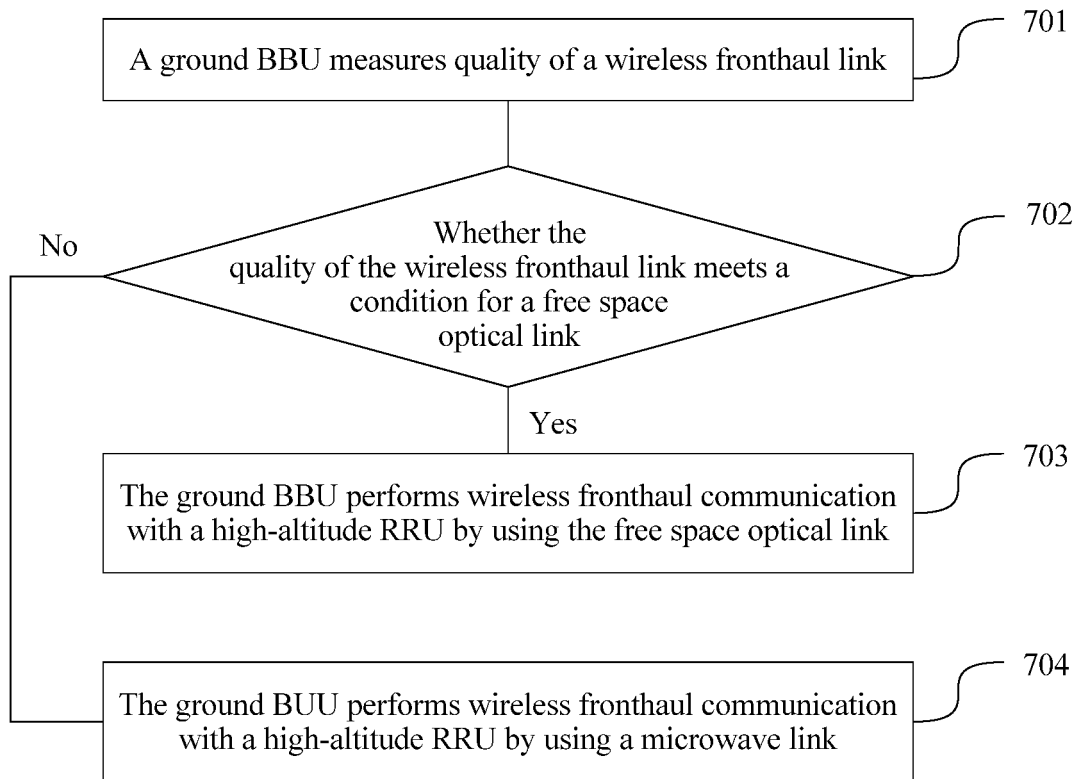 701
A ground BBU measures quality of a wireless fronthaul link
702
No
Whether the
quality of the wireless fronthaul link meets a
condition for a free space
optical link
Yes
703
The ground BBU performs wireless fronthaul communication
with a high-altitude RRU by using the free space optical link
704
The ground BUU performs wireless fronthaul communication
with a high-altitude RRU by using a microwave link